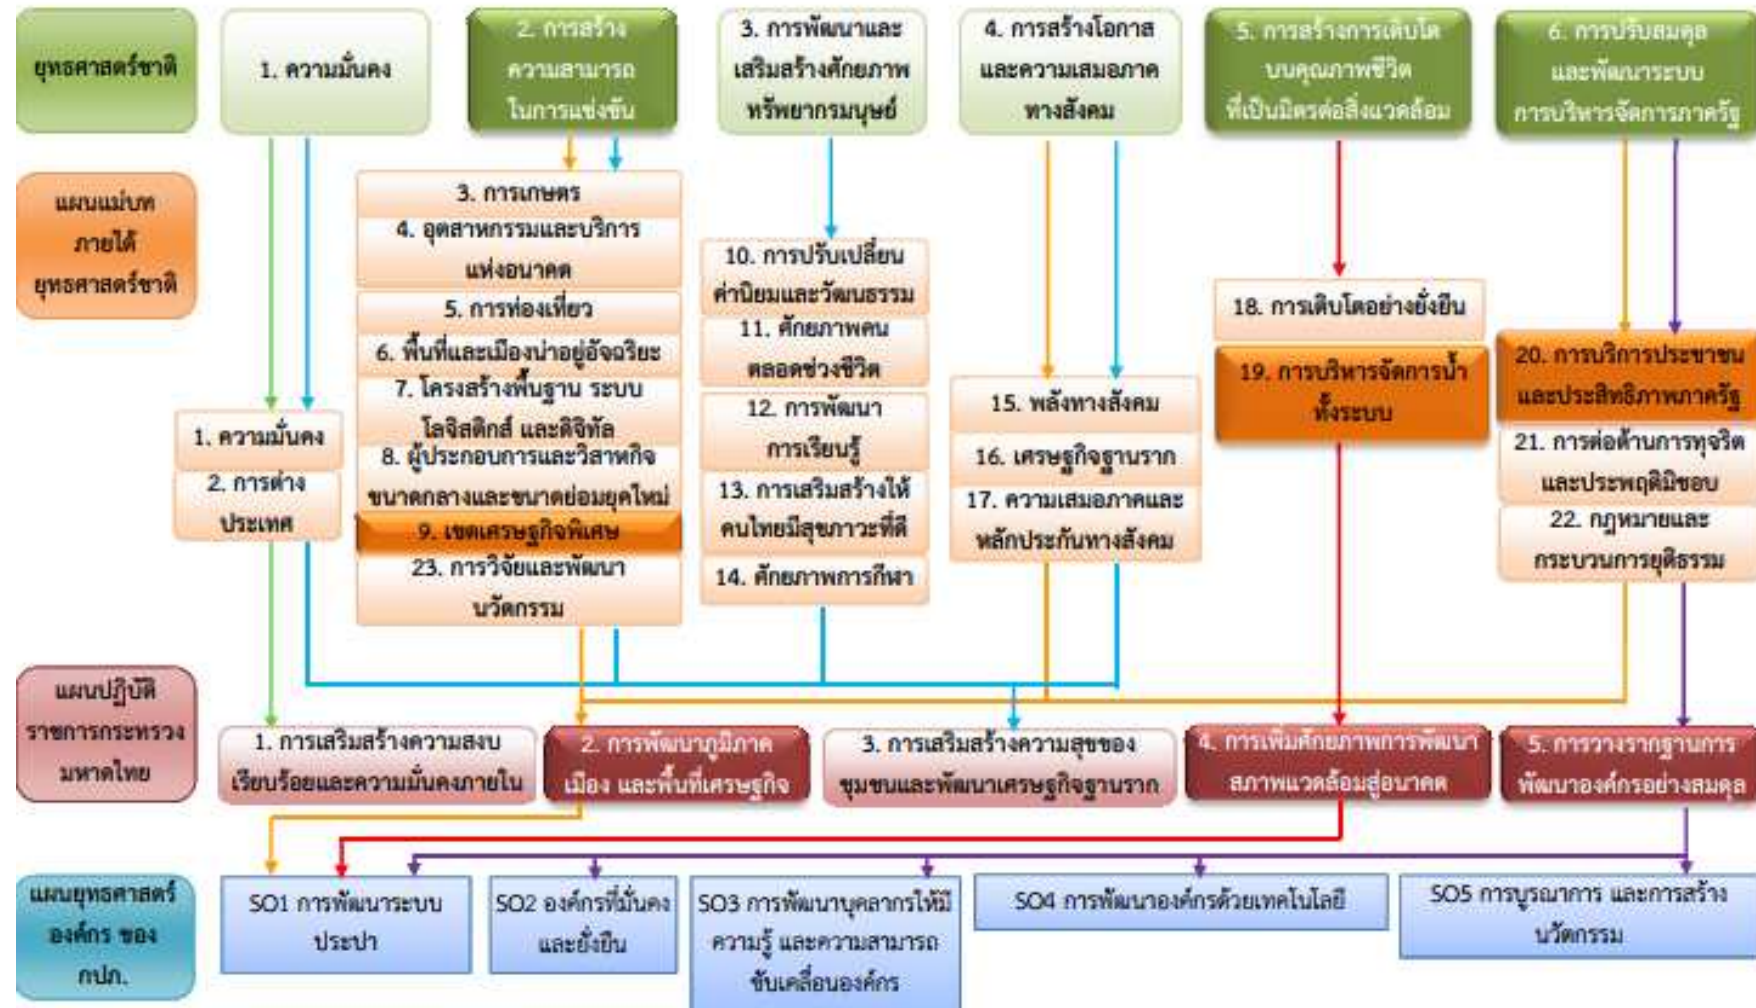 ยุทธศาสตร์ชาติ
1. ความมั่นคง
2. การสร้าง
ความสามารถ
ในการแข่งขัน
3. การพัฒนาและ
เสริมสร้างศักยภาพ
ทรัพยากรมนุษย์
4. การสร้างโอกาส
และความเสมอภาค
ทางสังคม
5. การสร้างการเติบโต
บนคุณภาพชีวิต
ที่เป็นมิตรต่อสิ่งแวดล้อม
6. การปรับสมดุล
และพัฒนาระบบ
การบริหารจัดการภาครัฐ
แผนแม่บท
ภายใต้
ยุทธศาสตร์ชาติ
1. ความมั่นคง
2. การต่าง
ประเทศ
3. การเกษตร
4. อุตสาหกรรมและบริการ
แห่งอนาคต
5. การท่องเที่ยว
6. พื้นที่และเมืองน่าอยู่อัจฉริยะ
7. โครงสร้างพื้นฐาน ระบบ
โลจิสติกส์ และดิจิทัล
8. ผู้ประกอบการและวิสาหกิจ
ขนาดกลางและขนาดย่อมยุคใหม่
9. เขตเศรษฐกิจพิเศษ
23. การวิจัยและพัฒนา
นวัตกรรม
10. การปรับเปลี่ยน
ค่านิยมและวัฒนธรรม
11. ศักยภาพคน
ตลอดช่วงชีวิต
12. การพัฒนา
การเรียนรู้
13. การเสริมสร้างให้
คนไทยมีสุขภาวะที่ดี
14. ศักยภาพการกีฬา
15. พลังทางสังคม
16. เศรษฐกิจฐานราก
17. ความเสมอภาคและ
หลักประกันทางสังคม
18. การเติบโตอย่างยั่งยืน
19. การบริหารจัดการน้ำ
ทั้งระบบ
20. การบริการประชาชน
และประสิทธิภาพภาครัฐ
21. การต่อต้านการทุจริต
และประพฤติมิชอบ
22. กฎหมายและ
กระบวนการยุติธรรม
แผนปฏิบัติ
ราชการกระทรวง
มหาดไทย
1. การเสริมสร้างความสงบ
เรียบร้อยและความมั่นคงภายใน
2. การพัฒนาภูมิภาค
เมือง และพื้นที่เศรษฐกิจ
3. การเสริมสร้างความสุขของ
ชุมชนและพัฒนาเศรษฐกิจฐานราก
4. การเพิ่มศักยภาพการพัฒนา
สภาพแวดล้อมสู่อนาคต
5. การวางรากฐานการ
พัฒนาองค์กรอย่างสมดุล
แผนยุทธศาสตร์
องค์กร ของ
กปภ.
SO1 การพัฒนาระบบ
ประปา
SO2 องค์กรที่มั่นคง
และยั่งยืน
SO3 การพัฒนาบุคลากรให้มี
ความรู้ และความสามารถ
ขับเคลื่อนองค์กร
SO4 การพัฒนาองค์กรด้วยเทคโนโลยี
SO5 การบูรณาการ และการสร้าง
นวัตกรรม